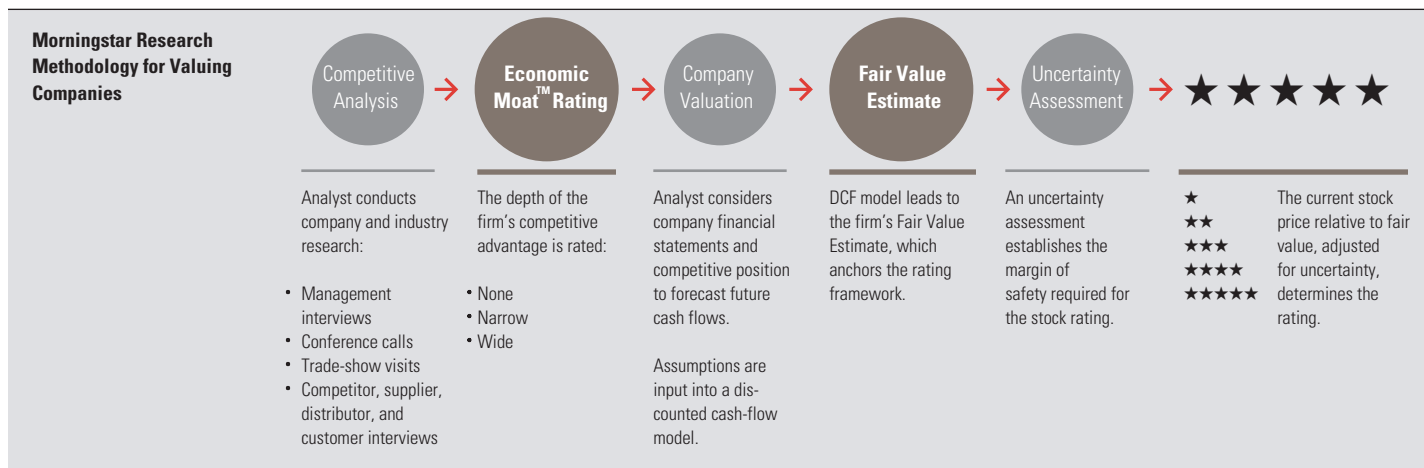 Morningstar Research
Methodology for Valuing
Companies
Competitive
Analysis
Economic
Moat™ Rating
Company
Valuation
Fair Value
Estimate
Uncertainty
Assessment
★★★★★
Analyst conducts
company and industry
research:
• Management
interviews
• Conference calls
• Trade-show visits
• Competitor, supplier,
distributor, and
customer interviews
The depth of the
firm's competitive
advantage is rated:
• None
• Narrow
• Wide
Analyst considers
company financial
statements and
competitive position
to forecast future
cash flows.
Assumptions are
input into a dis-
counted cash-flow
model.
DCF model leads to
the firm's Fair Value
Estimate, which
anchors the rating
framework.
An uncertainty
assessment
establishes the
margin of
safety required for
the stock rating.
★
★★
★★★
★★★★
★★★★★
The current stock
price relative to fair
value, adjusted
for uncertainty,
determines the
rating.